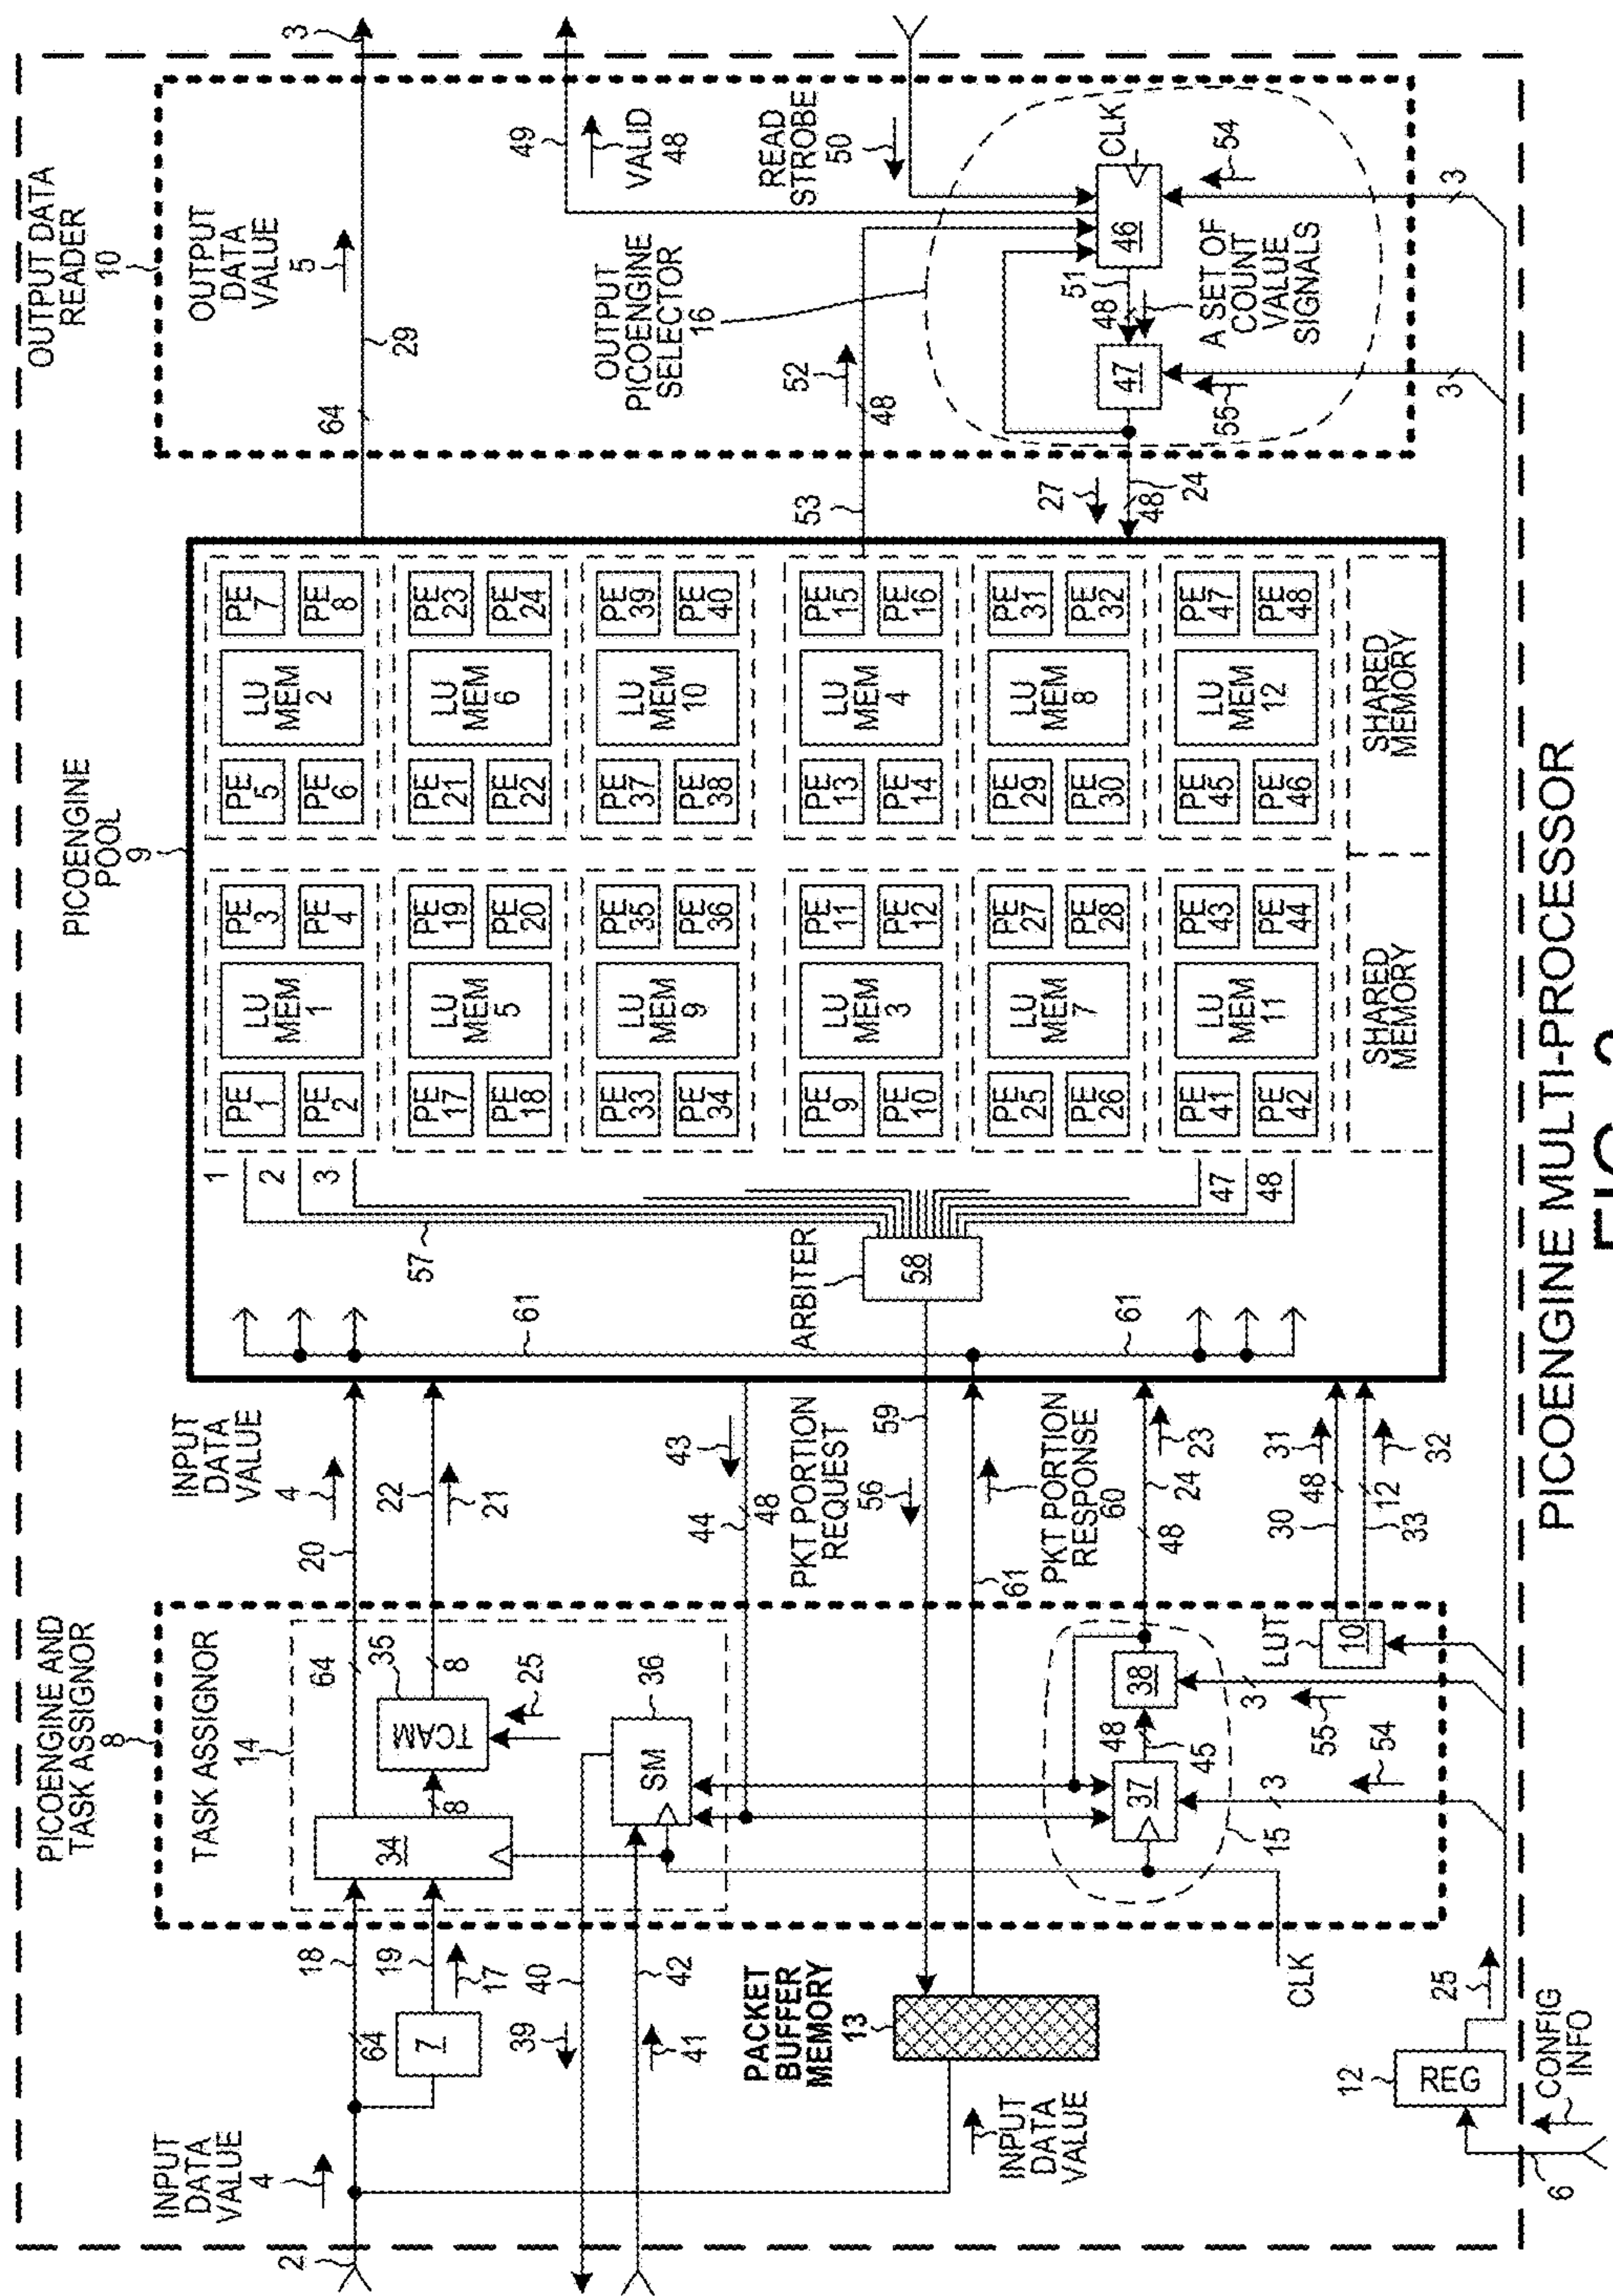 PICOENGINE AND
TASK ASSIGNOR
8
PICOENGINE
POOL
9
OUTPUT DATA
READER
10
INPUT
DATA
VALUE
4
2
18
64
7
19
17
40
39
42
41
PACKET
BUFFER
MEMORY
13
INPUT
DATA
VALUE
CLK
12
REG
25
CONFIG
INFO
6
TASK ASSIGNOR
14
34
64
35
TCAM
8
8
25
36
SM
37
48
45
38
15
3
54
3
55
LUT
10
20
INPUT
DATA
VALUE
4
22
21
43
44
48
PKT PORTION
REQUEST
56
59
61
PKT PORTION
RESPONSE
60
24
48
23
30
48
31
12
33
32
61
61
ARBITER
58
57
1
2
3
47
48
PE
1
PE
2
LU
MEM
1
PE
3
PE
4
PE
5
PE
6
LU
MEM
2
PE
7
PE
8
PE
17
PE
18
LU
MEM
5
PE
19
PE
20
PE
21
PE
22
LU
MEM
6
PE
23
PE
24
PE
33
PE
34
LU
MEM
9
PE
35
PE
36
PE
37
PE
38
LU
MEM
10
PE
39
PE
40
PE
9
PE
10
LU
MEM
3
PE
11
PE
12
PE
13
PE
14
LU
MEM
4
PE
15
PE
16
PE
25
PE
26
LU
MEM
7
PE
27
PE
28
PE
29
PE
30
LU
MEM
8
PE
31
PE
32
PE
41
PE
42
LU
MEM
11
PE
43
PE
44
PE
45
PE
46
LU
MEM
12
PE
47
PE
48
SHARED
MEMORY
SHARED
MEMORY
64
29
OUTPUT
DATA
VALUE
5
3
49
VALID
48
READ
STROBE
50
53
52
48
OUTPUT
PICOENGINE
SELECTOR
16
27
48
24
47
51
48
46
CLK
A SET OF
COUNT
VALUE
SIGNALS
55
54
3
3
PICOENGINE MULTI-PROCESSOR